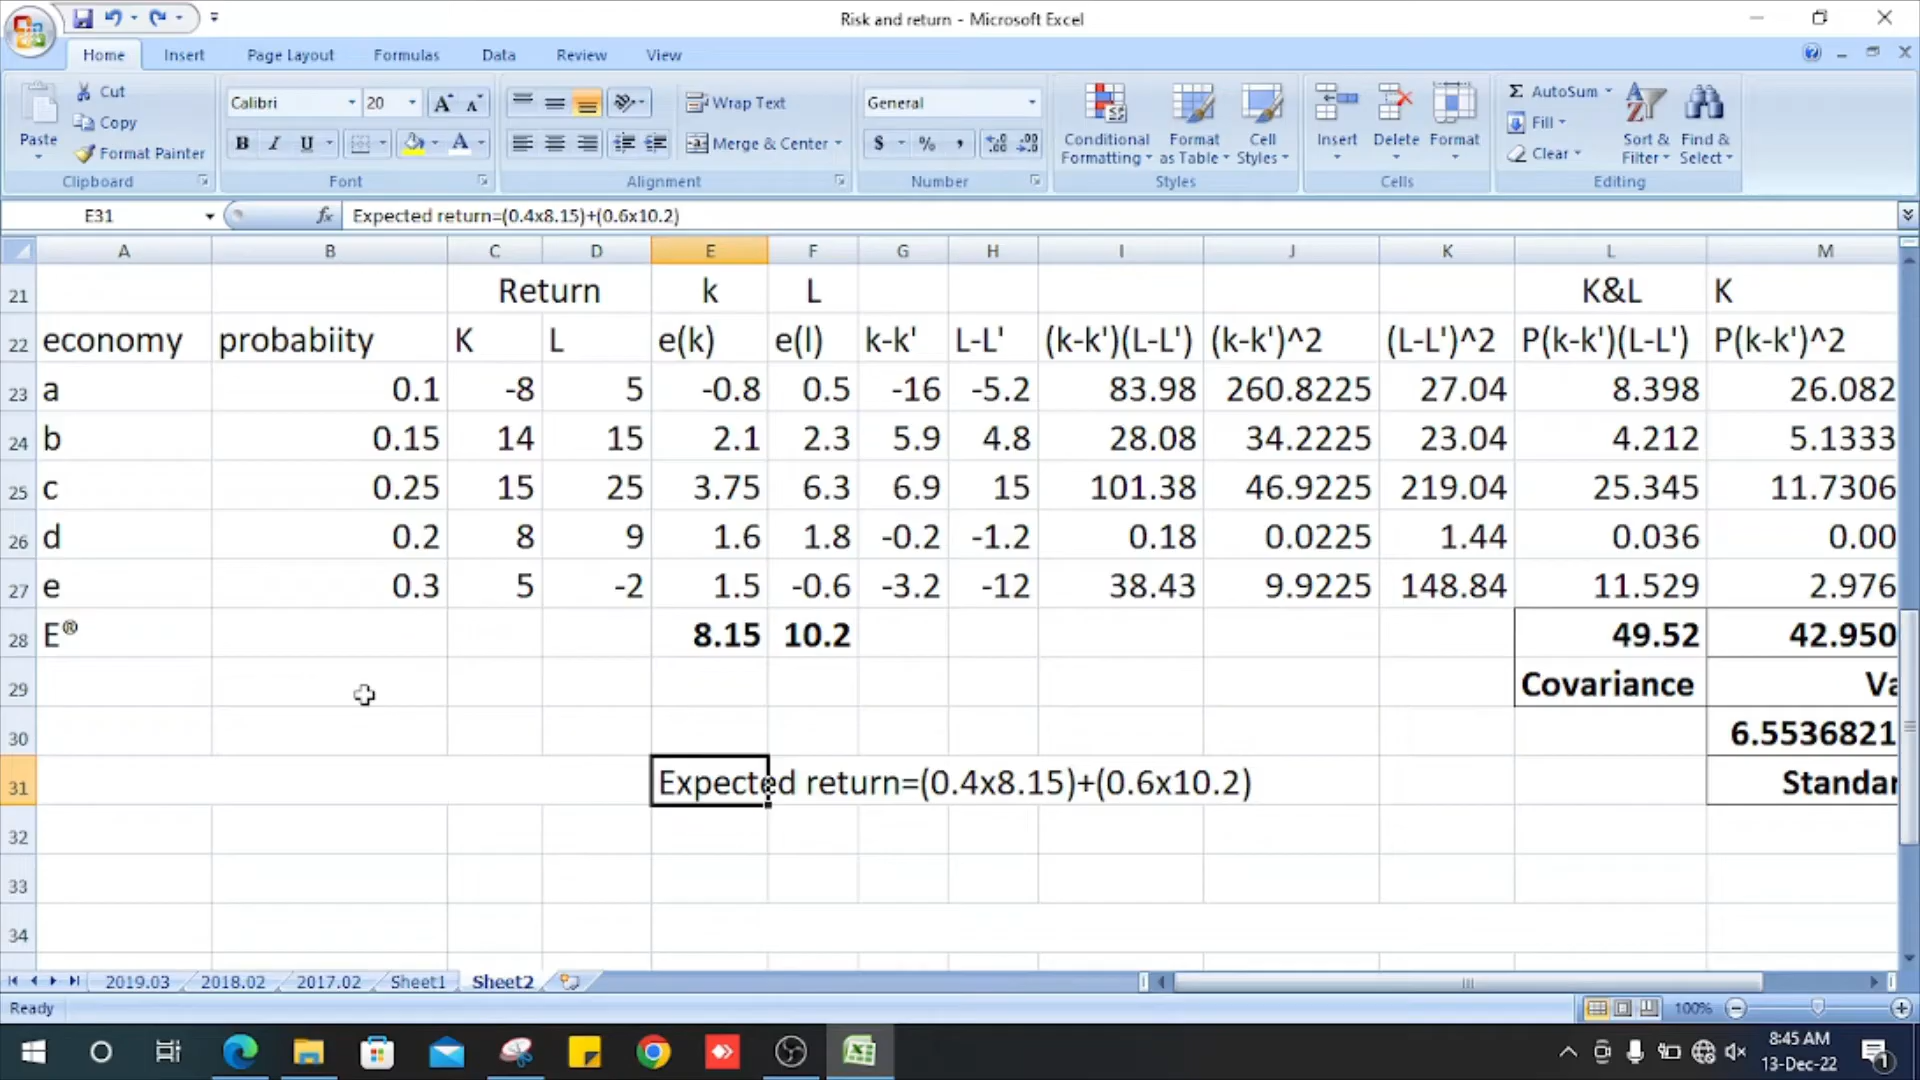 Risk and return - Microsoft Excel
Home Insert Page Layout Formulas Data Review View
Paste Cut Copy Format Painter
Calibri 20
B I U
Wrap Text
Merge & Center
General
$ % ,
Conditional Formatting Format as Table Cell Styles
Insert Delete Format
Σ AutoSum Fill Clear
Sort & Filter Find & Select
Clipboard Font Alignment Number Styles Cells Editing
E31 fx Expected return=(0.4x8.15)+(0.6x10.2)
A B C D E F G H I J K L M
21 Return k L K&L K
22 economy probabiity K L e(k) e(l) k-k' L-L' (k-k')(L-L') (k-k')^2 (L-L')^2 P(k-k')(L-L') P(k-k')^2
23 a 0.1 -8 5 -0.8 0.5 -16 -5.2 83.98 260.8225 27.04 8.398 26.082
24 b 0.15 14 15 2.1 2.3 5.9 4.8 28.08 34.2225 23.04 4.212 5.1333
25 c 0.25 15 25 3.75 6.3 6.9 15 101.38 46.9225 219.04 25.345 11.7306
26 d 0.2 8 9 1.6 1.8 -0.2 -1.2 0.18 0.0225 1.44 0.036 0.00
27 e 0.3 5 -2 1.5 -0.6 -3.2 -12 38.43 9.9225 148.84 11.529 2.976
28 E® 8.15 10.2 49.52 42.950
29 Covariance Va
30 6.5536821
31 Expected return=(0.4x8.15)+(0.6x10.2) Standar
32
33
34
2019.03 2018.02 2017.02 Sheet1 Sheet2
Ready 100%
8:45 AM
13-Dec-22
1